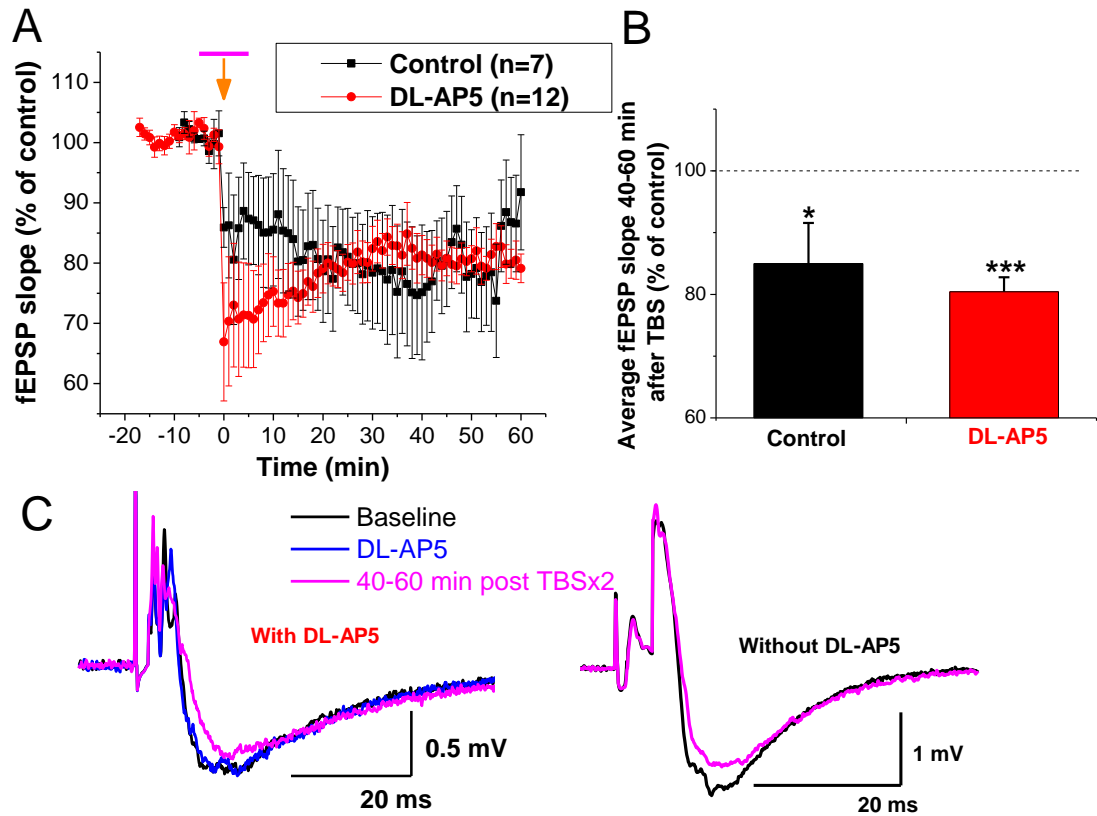 A
Control (n=7)
DL-AP5 (n=12)
fEPSP slope (% of control)
110
100
90
80
70
60
-20
-10
0
10
20
30
40
50
60
Time (min)
B
Average fEPSP slope 40-60 min
after TBS (% of control)
100
80
60
*
***
Control
DL-AP5
C
Baseline
DL-AP5
40-60 min post TBSx2
With DL-AP5
0.5 mV
20 ms
Without DL-AP5
1 mV
20 ms